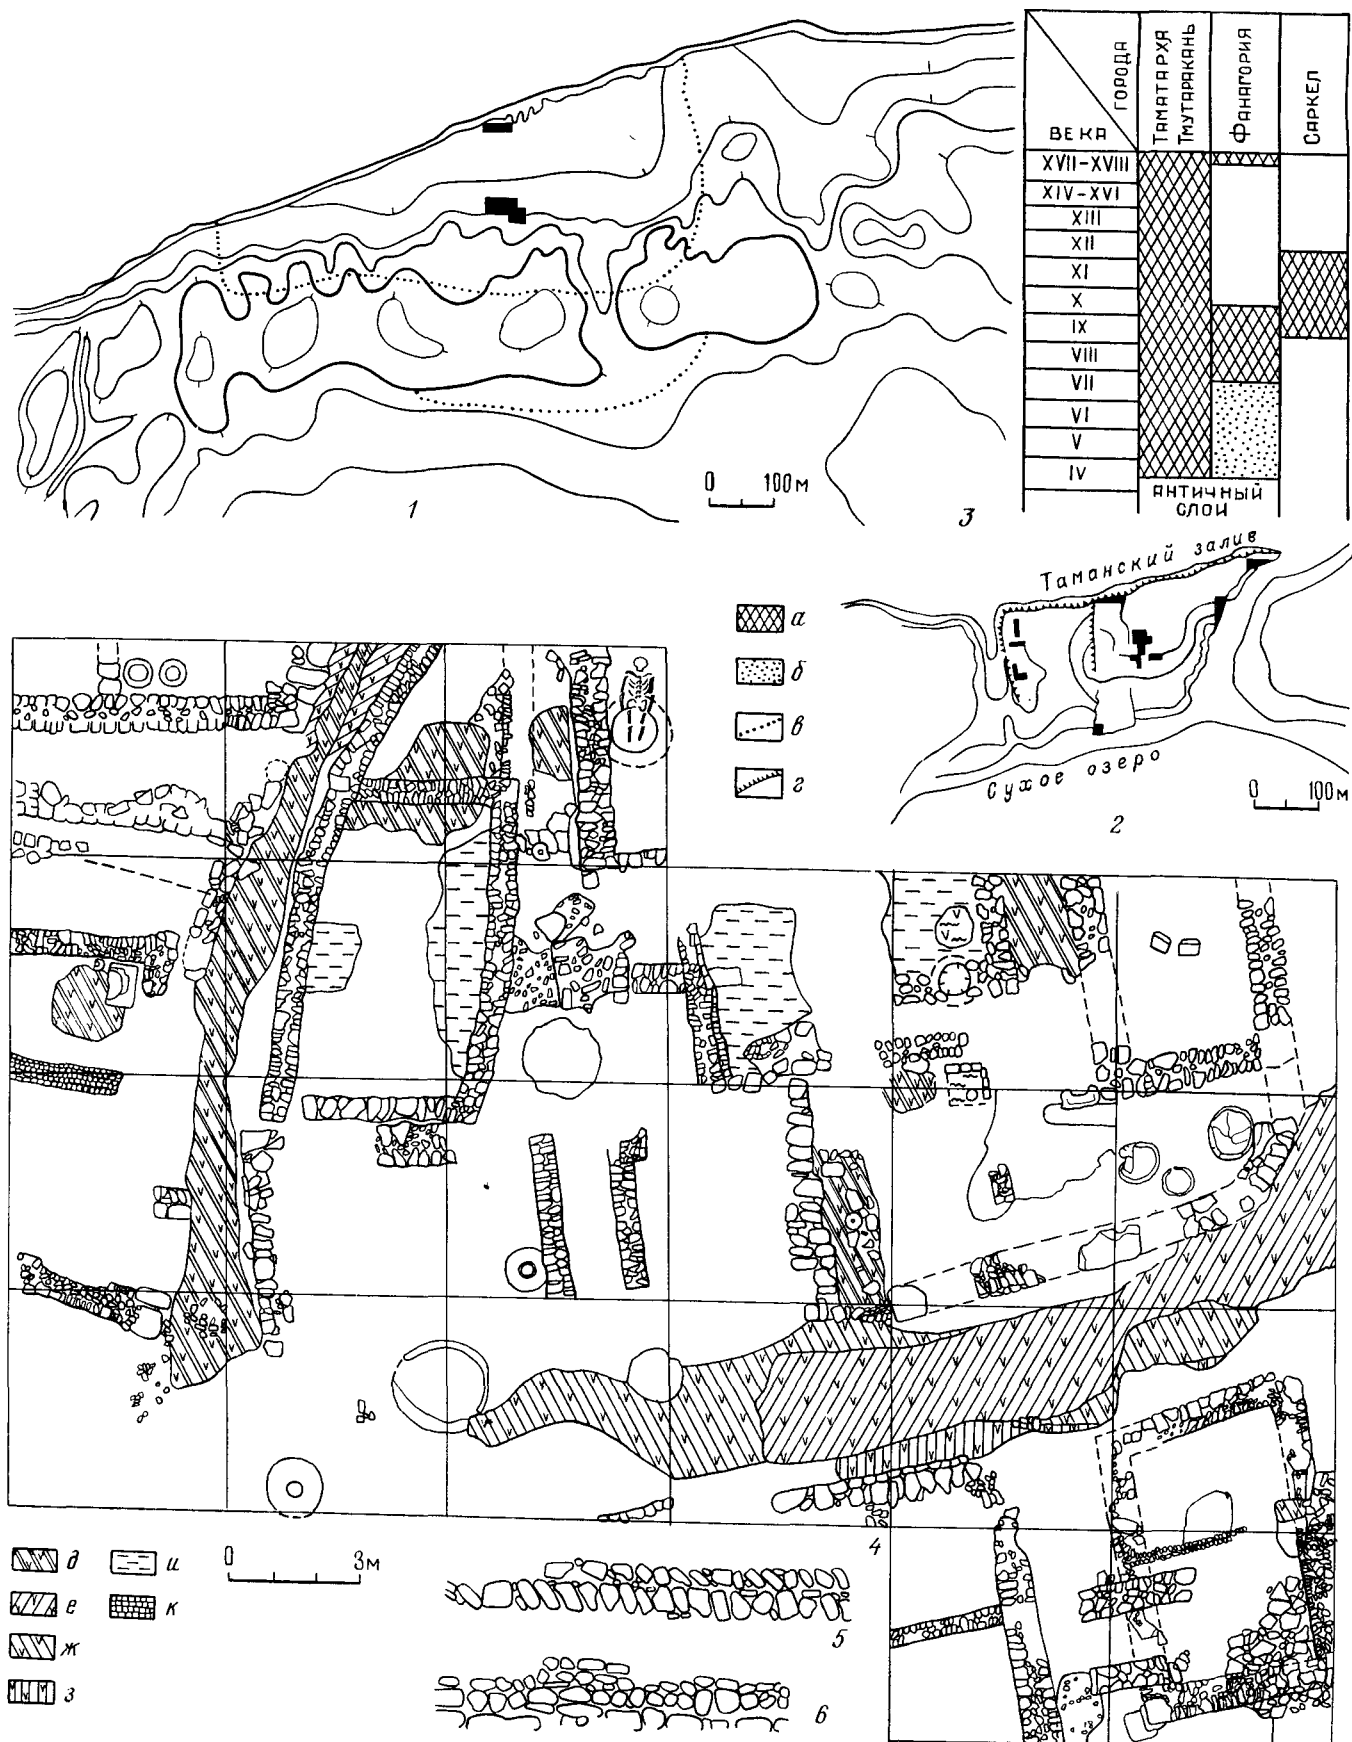 ГОРОДА
ВЕКА
ТАМАТАРХА
ТМУТАРАКАНЬ
ФАНАГОРИЯ
САРКЕЛ
XVII–XVIII
XIV–XVI
XIII
XII
XI
X
IX
VIII
VII
VI
V
IV
АНТИЧНЫЙ
СЛОИ
1
0 100м
3
Таманский залив
Сухое озеро
0 100м
2
а
б
в
г
4
д
е
ж
з
и
к
0 3м
5
6